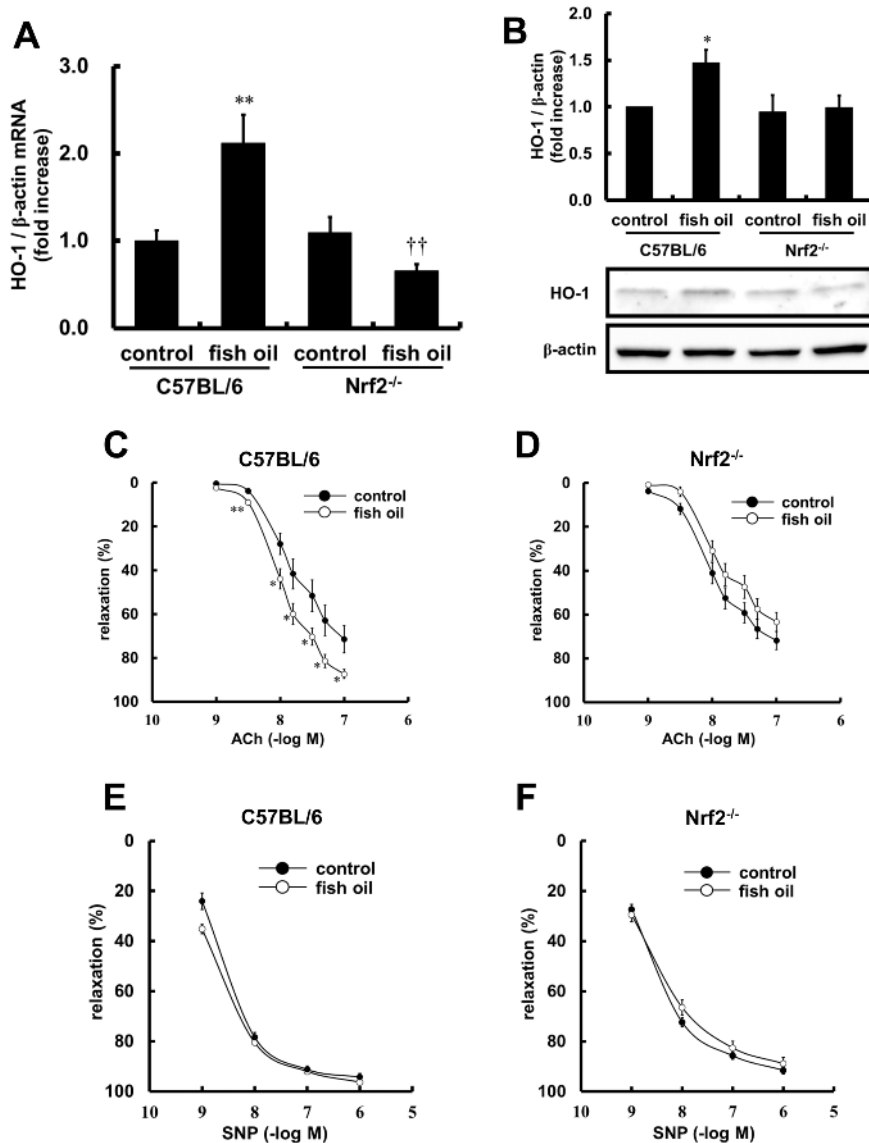 A
HO-1 / β-actin mRNA
(fold increase)
3.0
2.0
1.0
0.0
**
††
control fish oil control fish oil
C57BL/6 Nrf2-/-
B
HO-1 / β-actin
(fold increase)
2.0
1.5
1.0
0.5
0.0
*
control fish oil control fish oil
C57BL/6 Nrf2-/-
HO-1
β-actin
C
C57BL/6
relaxation (%)
0
20
40
60
80
100
control
fish oil
**
*
*
*
*
*
10 9 8 7 6
ACh (-log M)
D
Nrf2-/-
relaxation (%)
0
20
40
60
80
100
control
fish oil
10 9 8 7 6
ACh (-log M)
E
C57BL/6
relaxation (%)
0
20
40
60
80
100
control
fish oil
10 9 8 7 6 5
SNP (-log M)
F
Nrf2-/-
relaxation (%)
0
20
40
60
80
100
control
fish oil
10 9 8 7 6 5
SNP (-log M)